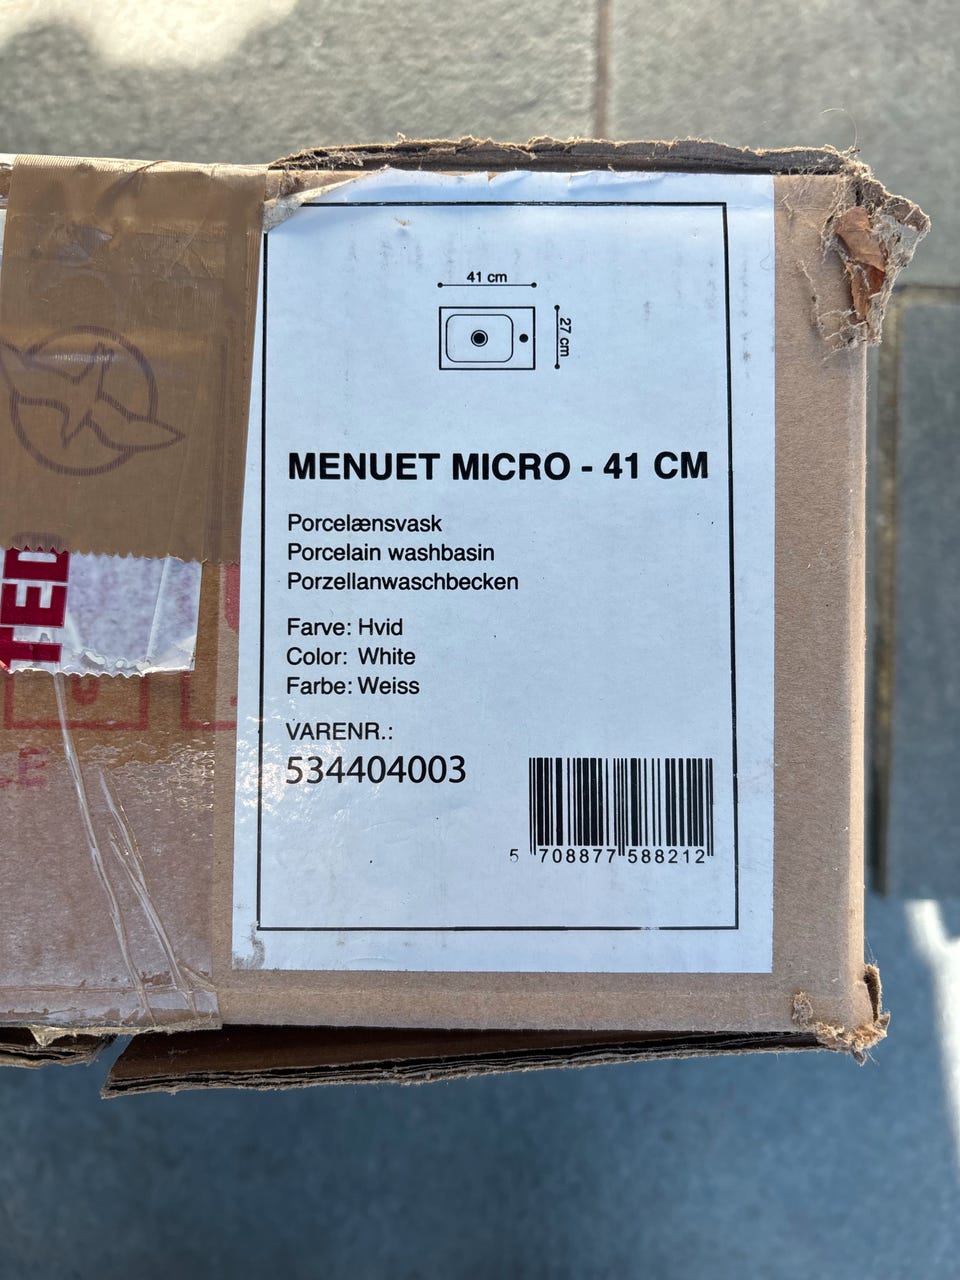 41 cm
27 cm
MENUET MICRO - 41 CM
Porcelænsvask
Porcelain washbasin
Porzellanwaschbecken
Farve: Hvid
Color: White
Farbe: Weiss
VARENR.:
534404003
5 708877 588212
TED